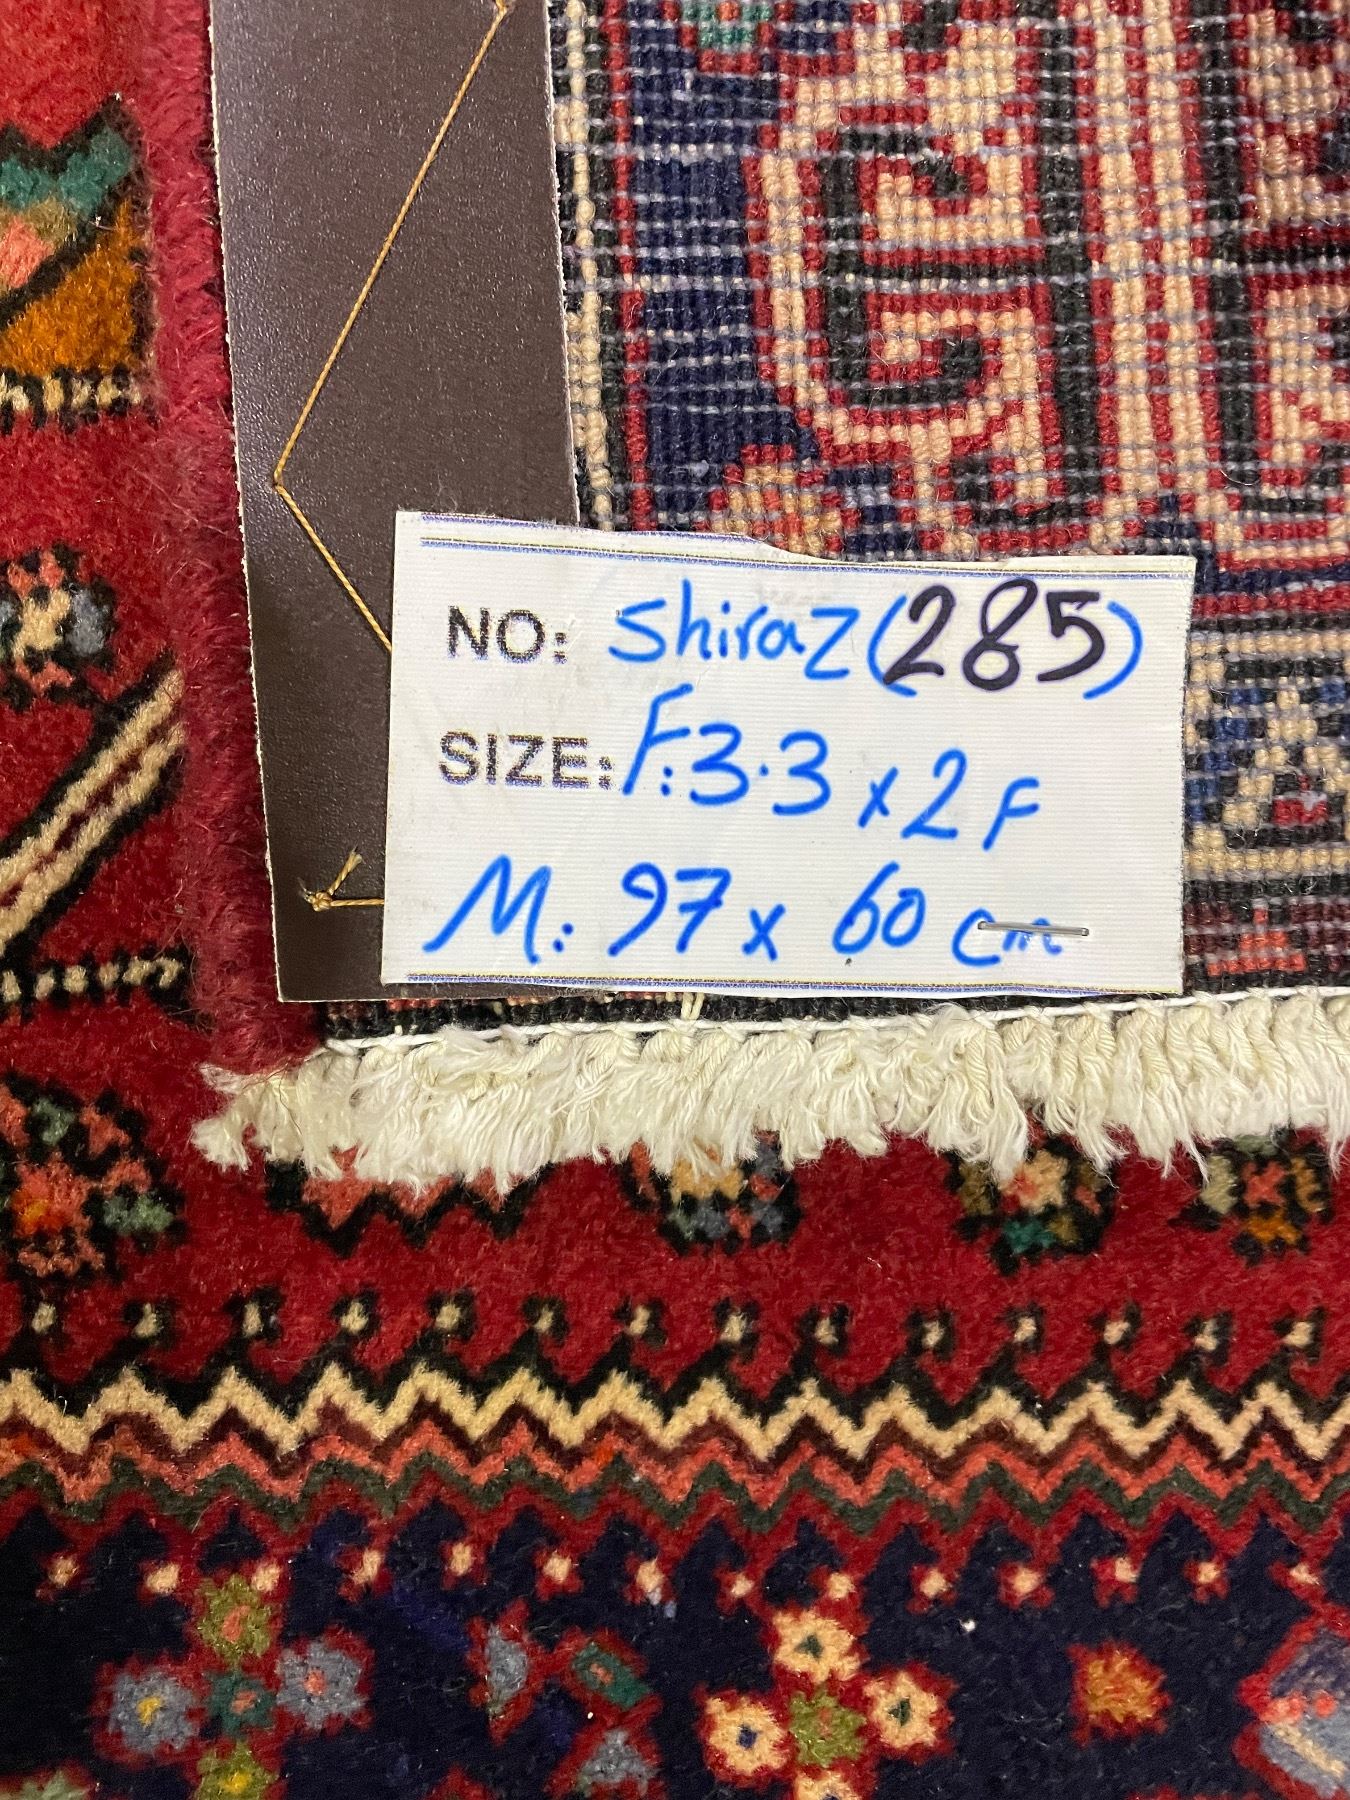 NO: Shiraz (285)
SIZE: F: 3.3 x 2 F
M: 97 x 60 cm